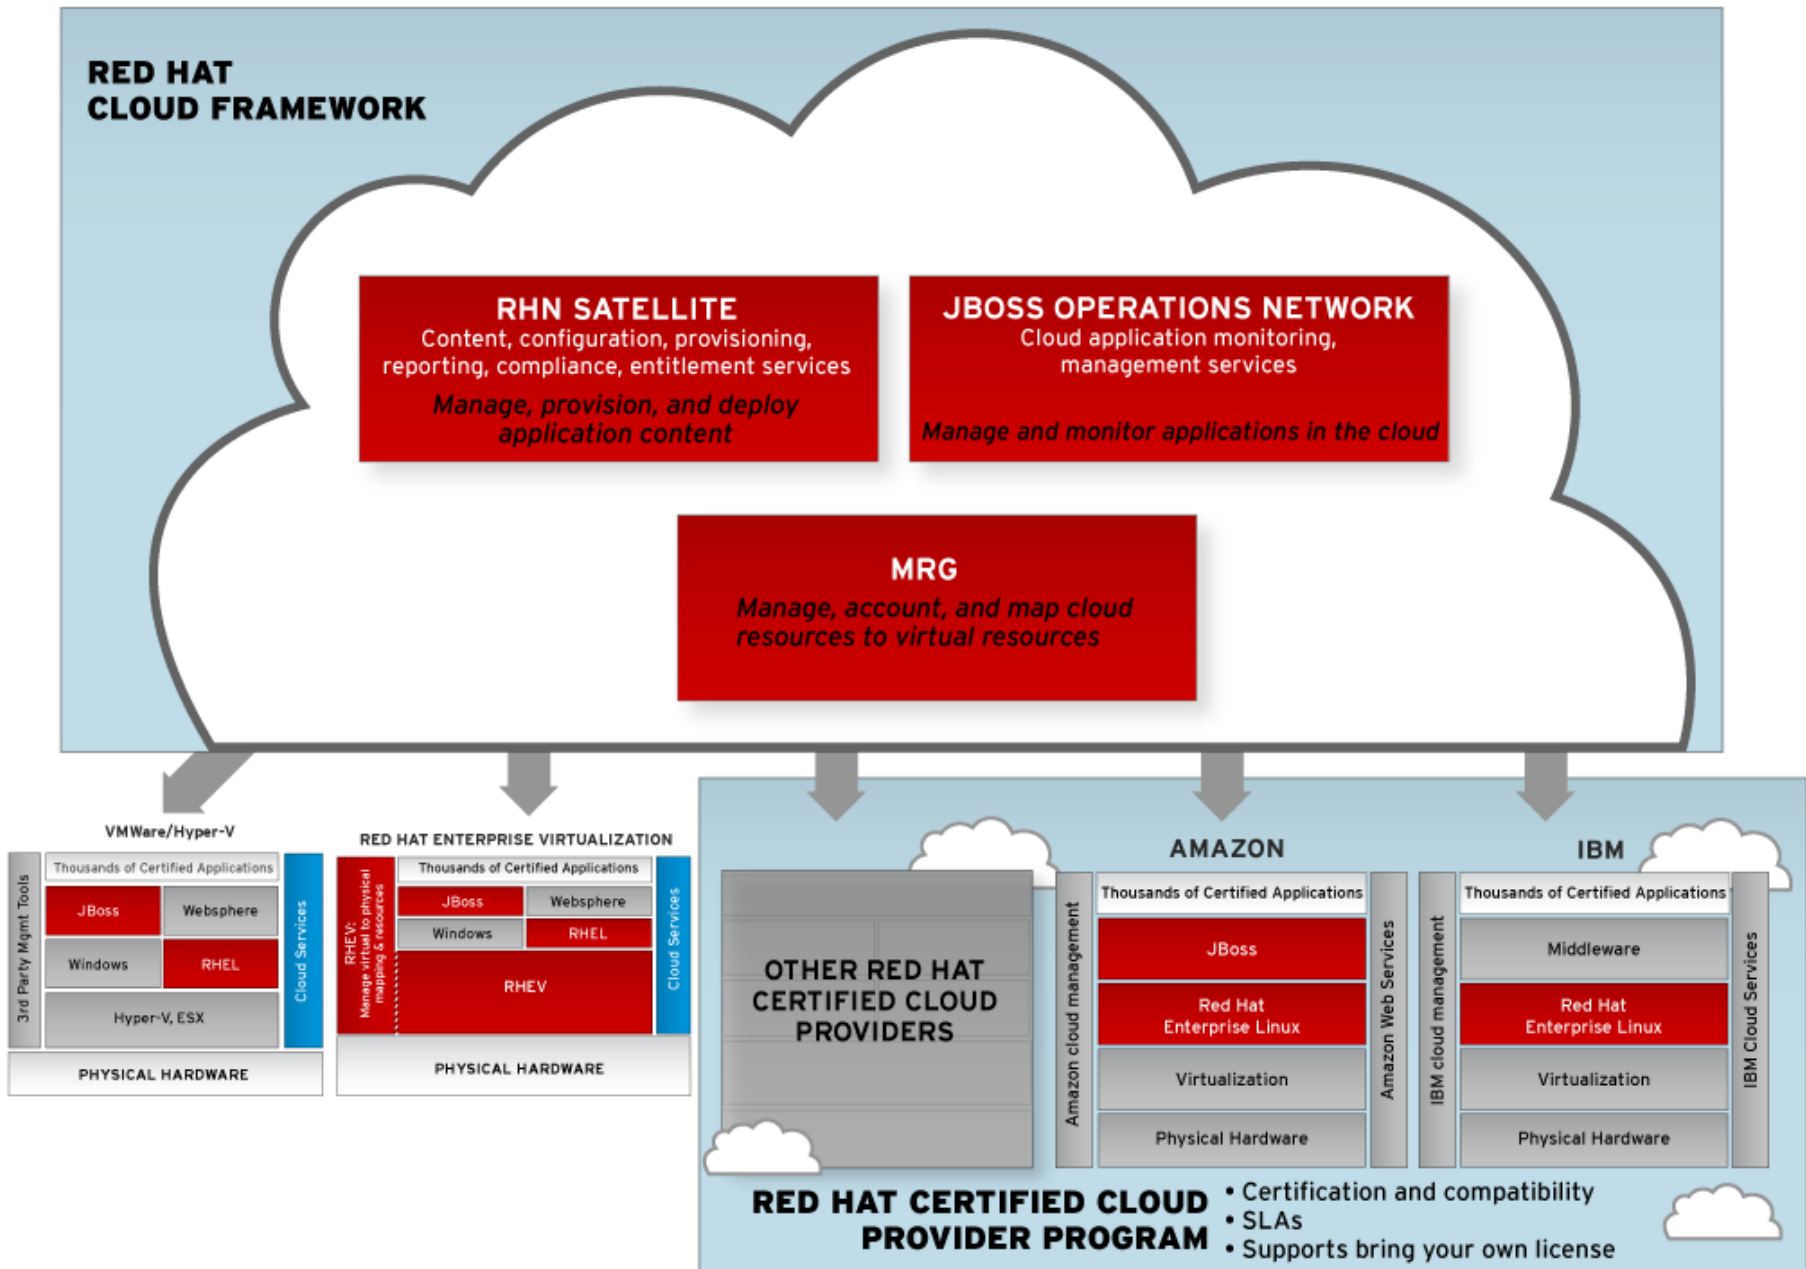 RED HAT
CLOUD FRAMEWORK
RHN SATELLITE
Content, configuration, provisioning,
reporting, compliance, entitlement services
Manage, provision, and deploy
application content
JBOSS OPERATIONS NETWORK
Cloud application monitoring,
management services
Manage and monitor applications in the cloud
MRG
Manage, account, and map cloud
resources to virtual resources
VMWare/Hyper-V
3rd Party Mgmt Tools
Thousands of Certified Applications
JBoss
Websphere
Windows
RHEL
Hyper-V, ESX
Cloud Services
PHYSICAL HARDWARE
RED HAT ENTERPRISE VIRTUALIZATION
RHEV:
Manage virtual to physical
mapping & resources
Thousands of Certified Applications
JBoss
Websphere
Windows
RHEL
RHEV
Cloud Services
PHYSICAL HARDWARE
OTHER RED HAT
CERTIFIED CLOUD
PROVIDERS
AMAZON
Amazon cloud management
Thousands of Certified Applications
JBoss
Red Hat
Enterprise Linux
Virtualization
Physical Hardware
Amazon Web Services
IBM
IBM cloud management
Thousands of Certified Applications
Middleware
Red Hat
Enterprise Linux
Virtualization
Physical Hardware
IBM Cloud Services
RED HAT CERTIFIED CLOUD
PROVIDER PROGRAM
• Certification and compatibility
• SLAs
• Supports bring your own license